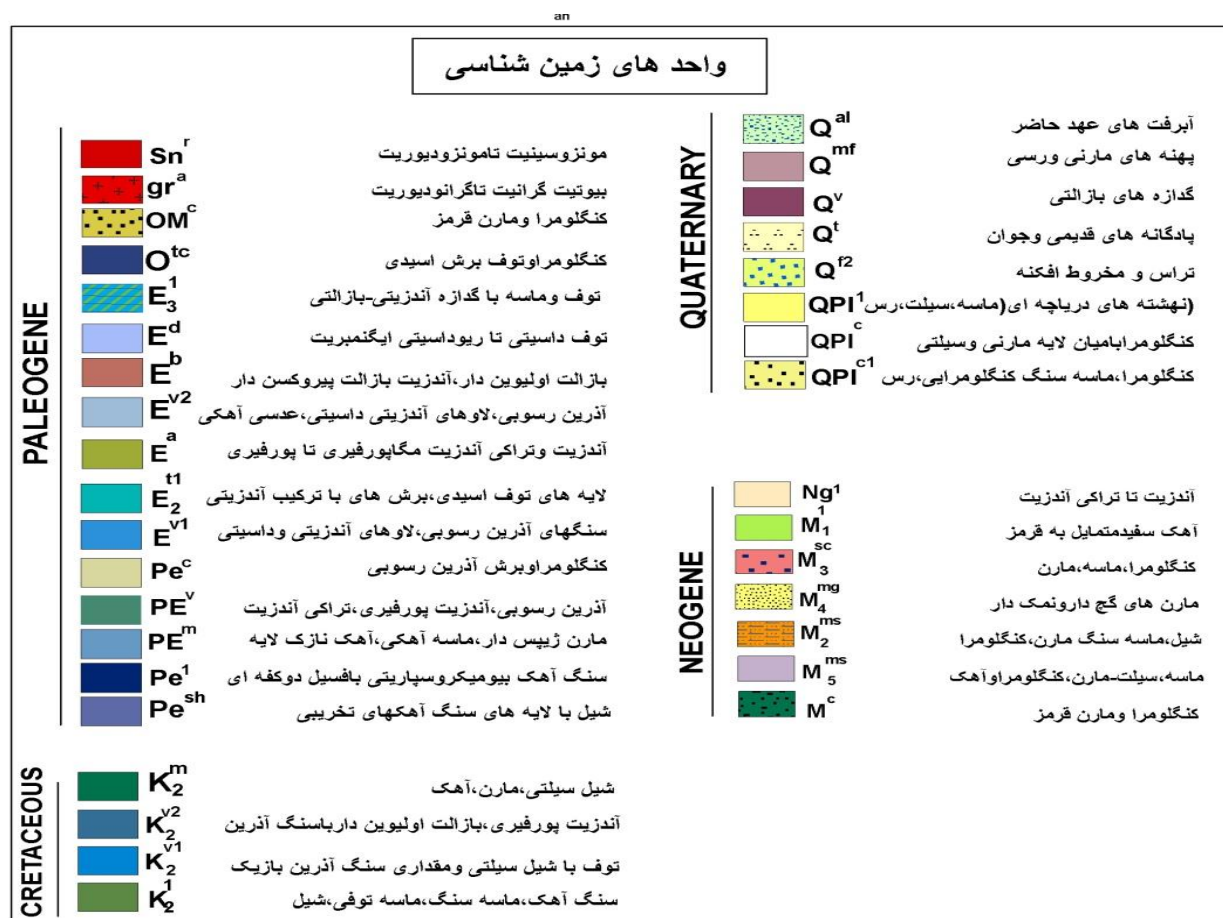 an
واحد های زمین شناسی
PALEOGENE
Sn^r مونزوسینیت تامونزودیوریت
gr^a بیوتیت گرانیت تاگرانودیوریت
OM^c کنگلومرا ومارن قرمز
O^tc کنگلومراوتوف برش اسیدی
E_3^1 توف وماسه با گدازه آندزیتی-بازالتی
E^d توف داسیتی تا ریوداسیتی ایگنمبریت
E^b بازالت اولیوین دار،آندزیت بازالت پیروکسن دار
E^v2 آذرین رسوبی،لاوهای آندزیتی داسیتی،عدسی آهکی
E^a آندزیت وتراکی آندزیت مگاپورفیری تا پورفیری
E_2^t1 لایه های توف اسیدی،برش های با ترکیب آندزیتی
E^v1 سنگهای آذرین رسوبی،لاوهای آندزیتی وداسیتی
Pe^c کنگلومراوبرش آذرین رسوبی
PE^v آذرین رسوبی،آندزیت پورفیری،تراکی آندزیت
PE^m مارن ژیپس دار،ماسه آهکی،آهک نازک لایه
Pe^1 سنگ آهک بیومیکروسپاریتی بافسیل دوکفه ای
Pe^sh شیل با لایه های سنگ آهکهای تخریبی
CRETACEOUS
K_2^m شیل سیلتی،مارن،آهک
K_2^v2 آندزیت پورفیری،بازالت اولیوین دارباسنگ آذرین
K_2^v1 توف با شیل سیلتی ومقداری سنگ آذرین بازیک
K_2^1 سنگ آهک،ماسه سنگ،ماسه توفی،شیل
QUATERNARY
Q^al آبرفت های عهد حاضر
Q^mf پهنه های مارنی ورسی
Q^v گدازه های بازالتی
Q^t پادگانه های قدیمی وجوان
Q^f2 تراس و مخروط افکنه
QPI^1 نهشته های دریاچه ای(ماسه،سیلت،رس)
QPI^c کنگلومرابامیان لایه مارنی وسیلتی
QPI^c1 کنگلومرا،ماسه سنگ کنگلومرایی،رس
NEOGENE
Ng^1 آندزیت تا تراکی آندزیت
M_1^1 آهک سفیدمتمایل به قرمز
M_3^sc کنگلومرا،ماسه،مارن
M_4^mg مارن های گچ دارونمک دار
M_2^ms شیل،ماسه سنگ مارن،کنگلومرا
M_5^ms ماسه،سیلت-مارن،کنگلومراوآهک
M^c کنگلومرا ومارن قرمز